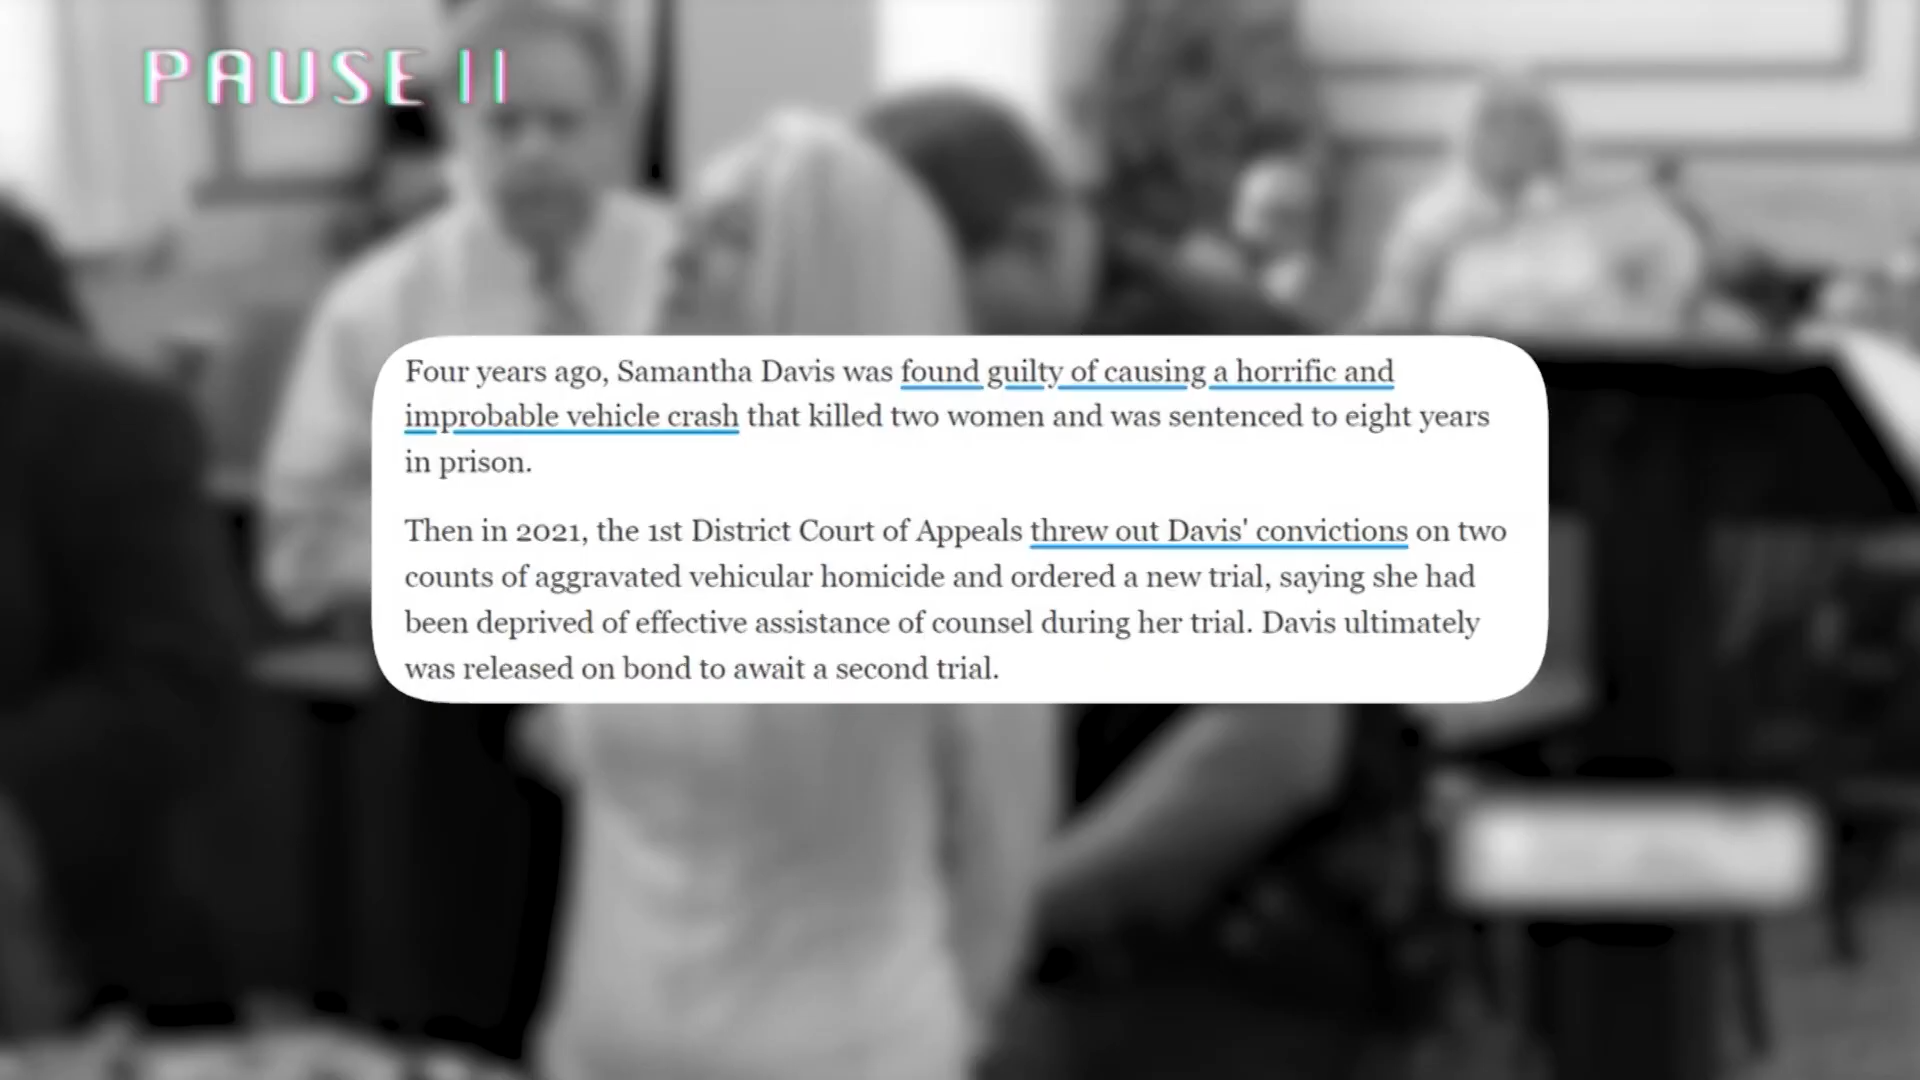 PAUSE II
Four years ago, Samantha Davis was found guilty of causing a horrific and
improbable vehicle crash that killed two women and was sentenced to eight years
in prison.
Then in 2021, the 1st District Court of Appeals threw out Davis' convictions on two
counts of aggravated vehicular homicide and ordered a new trial, saying she had
been deprived of effective assistance of counsel during her trial. Davis ultimately
was released on bond to await a second trial.